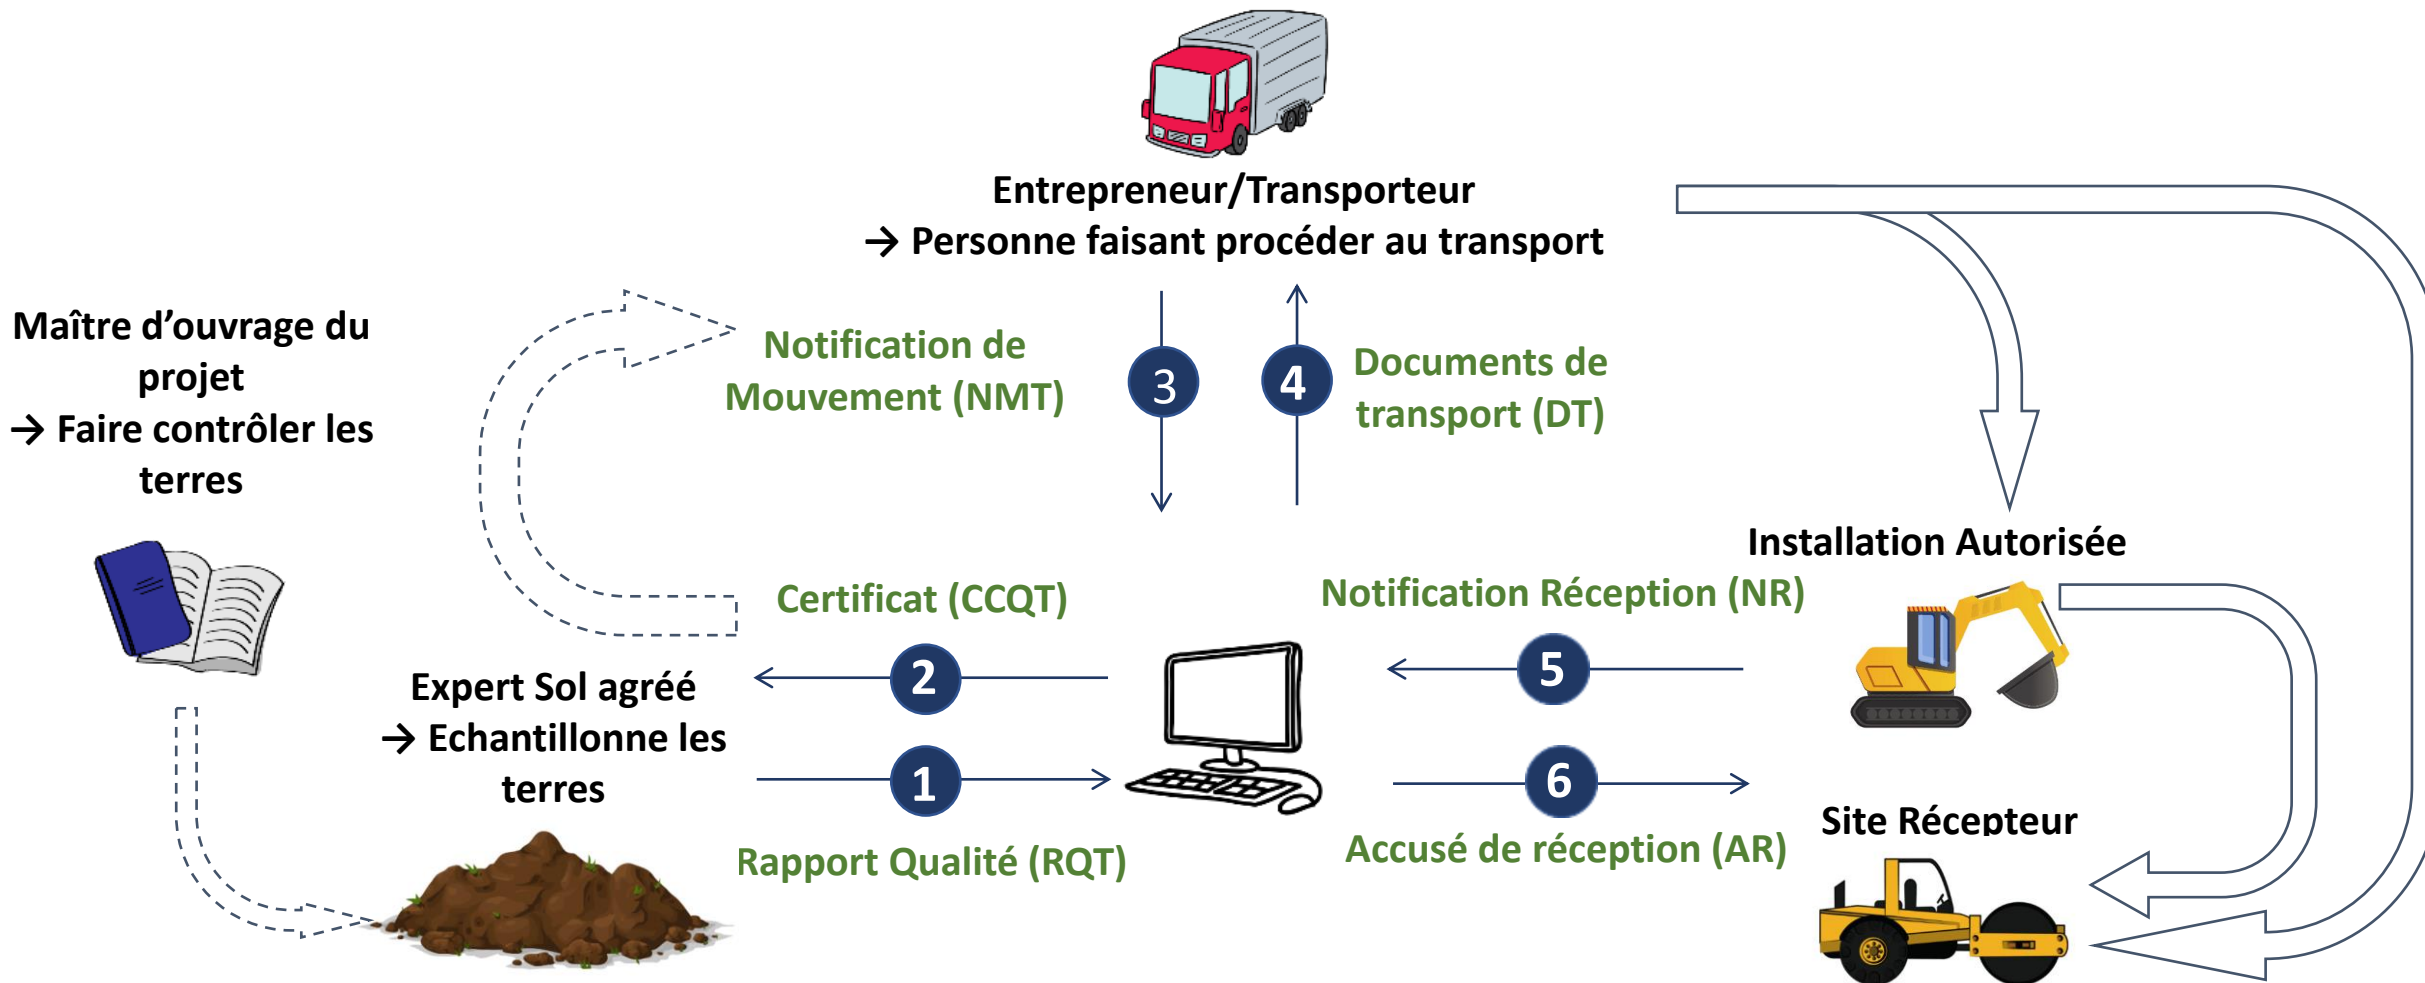 Entrepreneur/Transporteur
→ Personne faisant procéder au transport
Maître d’ouvrage du
projet
→ Faire contrôler les
terres
Notification de
Mouvement (NMT)
3
4
Documents de
transport (DT)
Installation Autorisée
Certificat (CCQT)
Notification Réception (NR)
2
5
Expert Sol agréé
→ Echantillonne les
terres
1
6
Rapport Qualité (RQT)
Accusé de réception (AR)
Site Récepteur